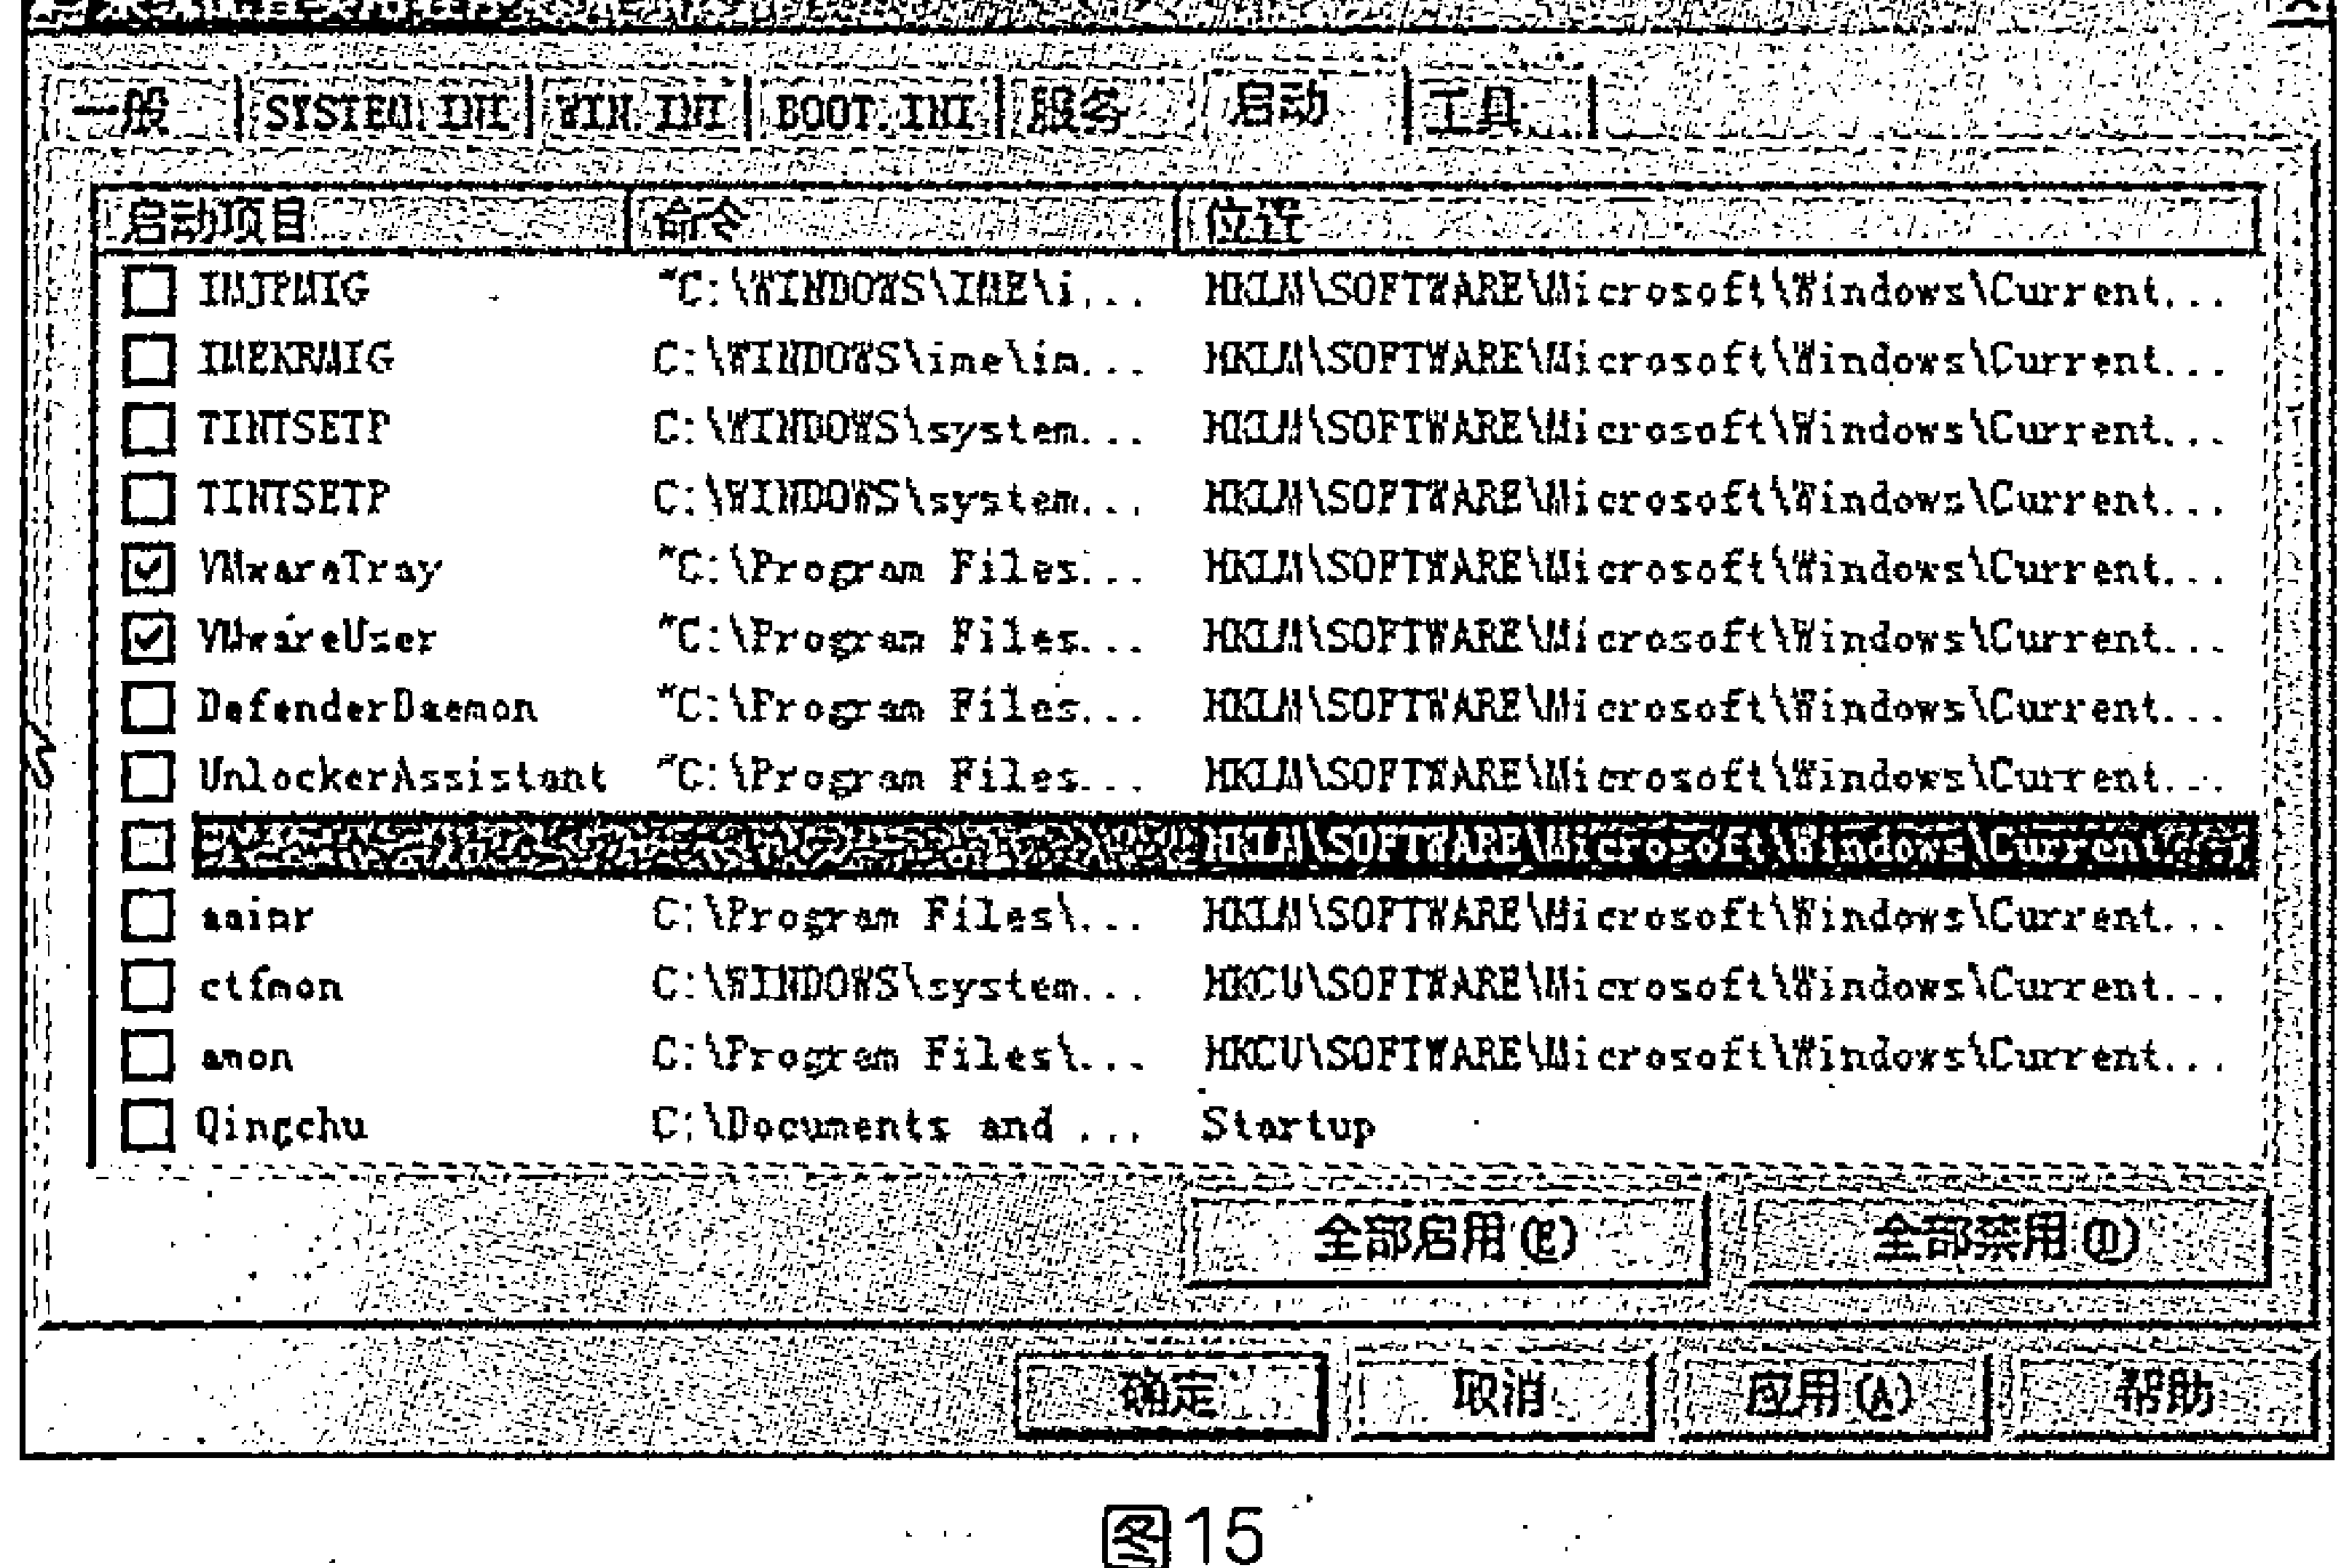 一般 SYSTEM.INI WIN.INI BOOT.INI 服务 启动 工具
启动项目 命令 位置
IMJPMIG "C:\WINDOWS\IME\i... HKLM\SOFTWARE\Microsoft\Windows\Current...
IMEKRMIG C:\WINDOWS\ime\im... HKLM\SOFTWARE\Microsoft\Windows\Current...
TINTSETP C:\WINDOWS\system... HKLM\SOFTWARE\Microsoft\Windows\Current...
TINTSETP C:\WINDOWS\system... HKLM\SOFTWARE\Microsoft\Windows\Current...
VMwareTray "C:\Program Files... HKLM\SOFTWARE\Microsoft\Windows\Current...
VMwareUser "C:\Program Files... HKLM\SOFTWARE\Microsoft\Windows\Current...
DefenderDaemon "C:\Program Files... HKLM\SOFTWARE\Microsoft\Windows\Current...
UnlockerAssistant "C:\Program Files... HKLM\SOFTWARE\Microsoft\Windows\Current...
HKLM\SOFTWARE\Microsoft\Windows\Current
C:\Program Files\... HKLM\SOFTWARE\Microsoft\Windows\Current...
ctfmon C:\WINDOWS\system... HKCU\SOFTWARE\Microsoft\Windows\Current...
amon C:\Program Files\... HKCU\SOFTWARE\Microsoft\Windows\Current...
Qingchu C:\Documents and ... Startup
全部启用(E) 全部禁用(D)
确定 取消 应用(A) 帮助
图15